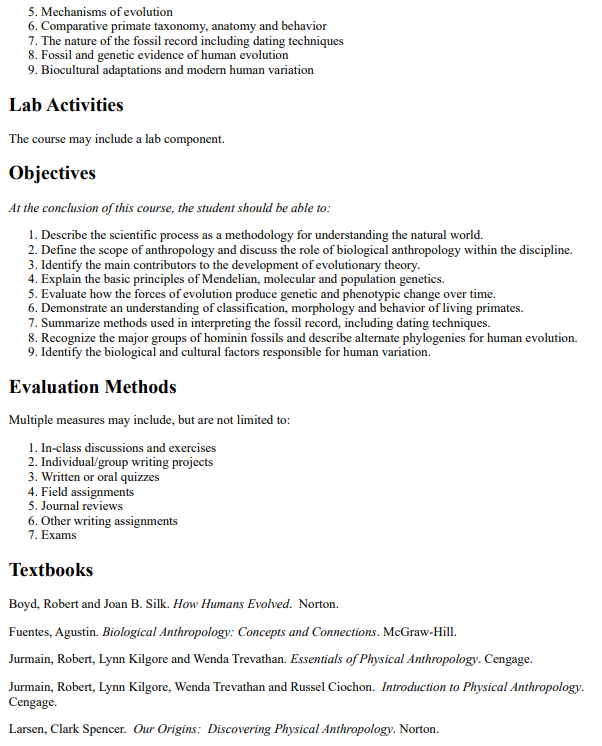 5. Mechanisms of evolution
6. Comparative primate taxonomy, anatomy and behavior
7. The nature of the fossil record including dating techniques
8. Fossil and genetic evidence of human evolution
9. Biocultural adaptations and modern human variation
Lab Activities
The course may include a lab component.
Objectives
At the conclusion of this course, the student should be able to:
1. Describe the scientific process as a methodology for understanding the natural world.
2. Define the scope of anthropology and discuss the role of biological anthropology within the discipline.
3. Identify the main contributors to the development of evolutionary theory.
4. Explain the basic principles of Mendelian, molecular and population genetics.
5. Evaluate how the forces of evolution produce genetic and phenotypic change over time.
6. Demonstrate an understanding of classification, morphology and behavior of living primates.
7. Summarize methods used in interpreting the fossil record, including dating techniques.
8. Recognize the major groups of hominin fossils and describe alternate phylogenies for human evolution.
9. Identify the biological and cultural factors responsible for human variation.
Evaluation Methods
Multiple measures may include, but are not limited to:
1. In-class discussions and exercises
2. Individual/group writing projects
3. Written or oral quizzes
4. Field assignments
5. Journal reviews
6. Other writing assignments
7. Exams
Textbooks
Boyd, Robert and Joan B. Silk. How Humans Evolved.  Norton.
Fuentes, Agustin. Biological Anthropology: Concepts and Connections. McGraw-Hill.
Jurmain, Robert, Lynn Kilgore and Wenda Trevathan. Essentials of Physical Anthropology. Cengage.
Jurmain, Robert, Lynn Kilgore, Wenda Trevathan and Russel Ciochon.  Introduction to Physical Anthropology.
Cengage.
Larsen, Clark Spencer.  Our Origins:  Discovering Physical Anthropology. Norton.